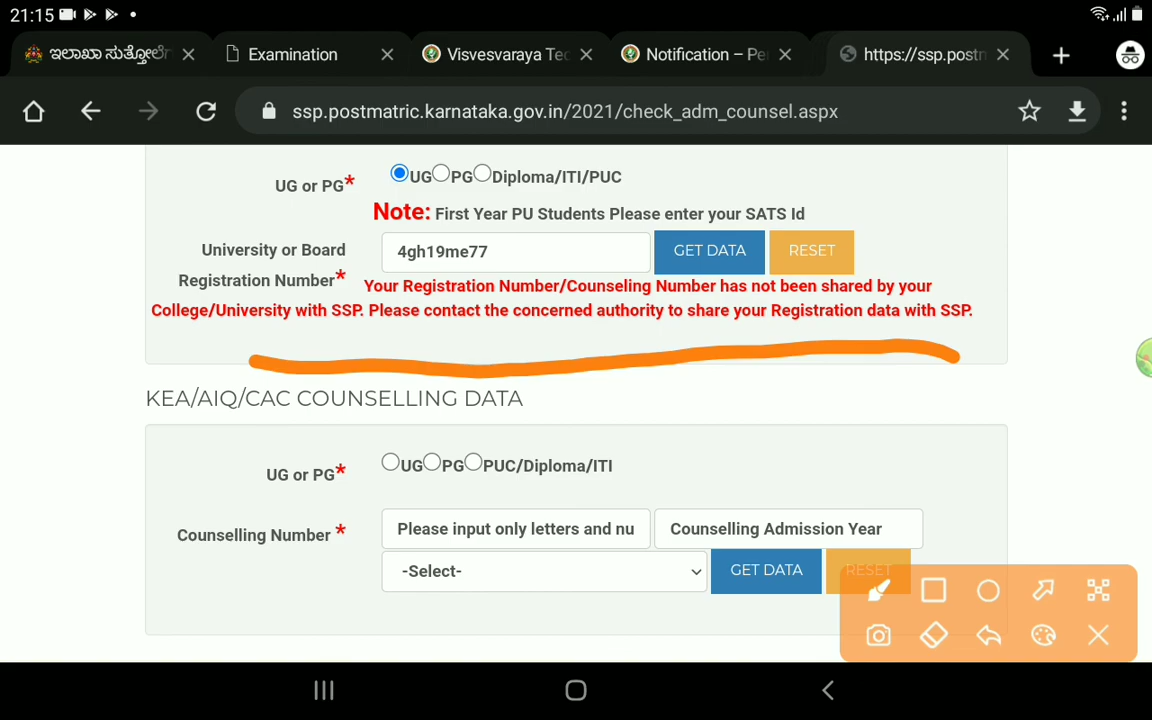 21:15
ಇಲಾಖಾ ಸುತ್ತೋಲೆಗ
Examination
Visvesvaraya Tec
Notification – Pe
https://ssp.postm
ssp.postmatric.karnataka.gov.in/2021/check_adm_counsel.aspx
UG or PG* UG PG Diploma/ITI/PUC
Note: First Year PU Students Please enter your SATS Id
University or Board
Registration Number*
4gh19me77 GET DATA RESET
Your Registration Number/Counseling Number has not been shared by your
College/University with SSP. Please contact the concerned authority to share your Registration data with SSP.
KEA/AIQ/CAC COUNSELLING DATA
UG or PG* UG PG PUC/Diploma/ITI
Counselling Number * Please input only letters and nu Counselling Admission Year
-Select- GET DATA RESET